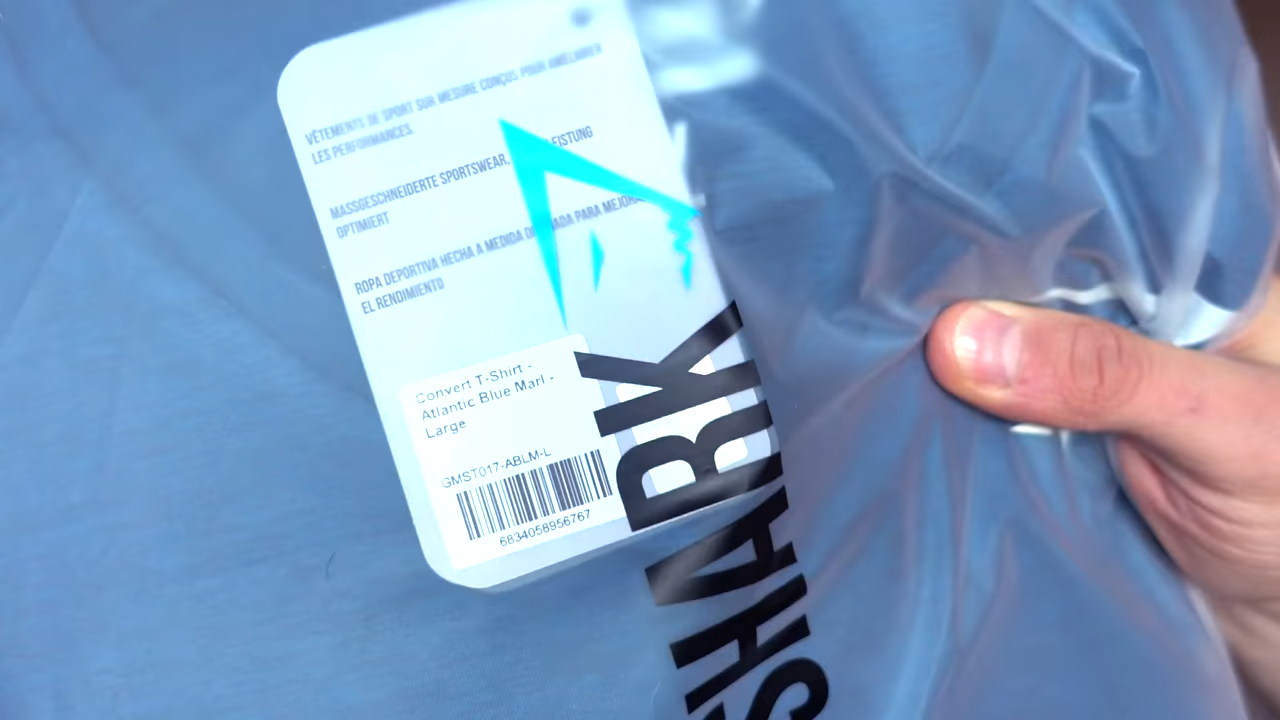 VÊTEMENTS DE SPORT SUR MESURE CONÇUS POUR AMÉLIORER
LES PERFORMANCES.
MASSGESCHNEIDERTE SPORTSWEAR,
OPTIMIERT
ROPA DEPORTIVA HECHA A MEDIDA PARA
EL RENDIMIENTO
Convert T-Shirt -
Atlantic Blue Marl -
Large
GMST017-ABLM-L
6834058956767
SHARK